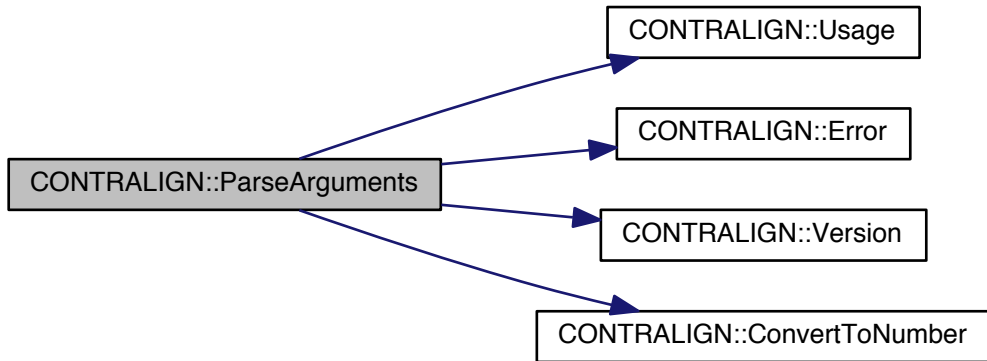 CONTRALIGN::Usage
CONTRALIGN::Error
CONTRALIGN::ParseArguments
CONTRALIGN::Version
CONTRALIGN::ConvertToNumber